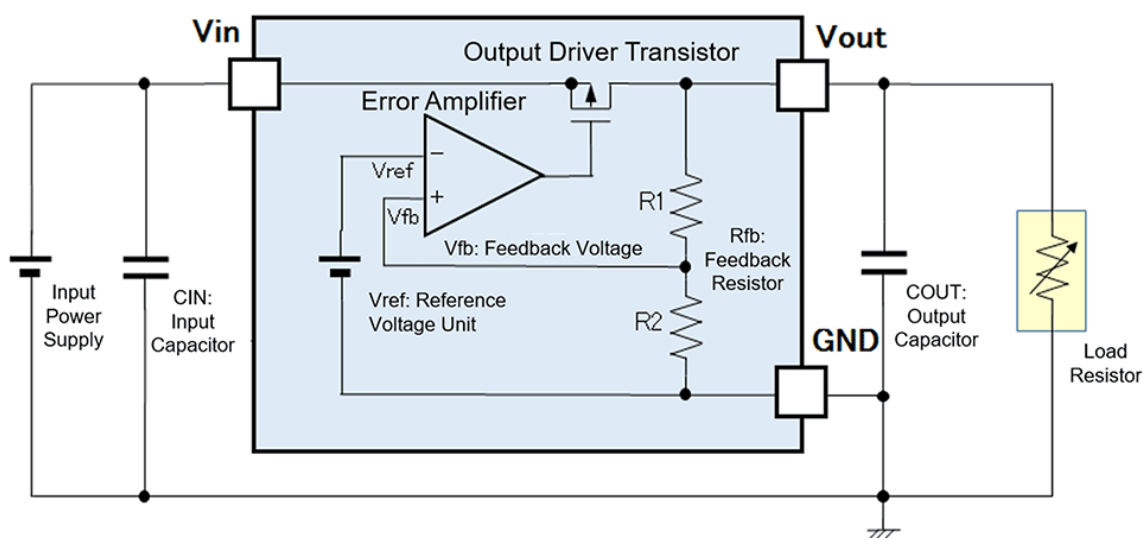 Vin
Output Driver Transistor
Vout
Error Amplifier
−
Vref
+
Vfb
R1
Vfb: Feedback Voltage
Rfb:
Feedback
Resistor
Input
Power
Supply
CIN:
Input
Capacitor
Vref: Reference
Voltage Unit
R2
GND
COUT:
Output
Capacitor
Load
Resistor